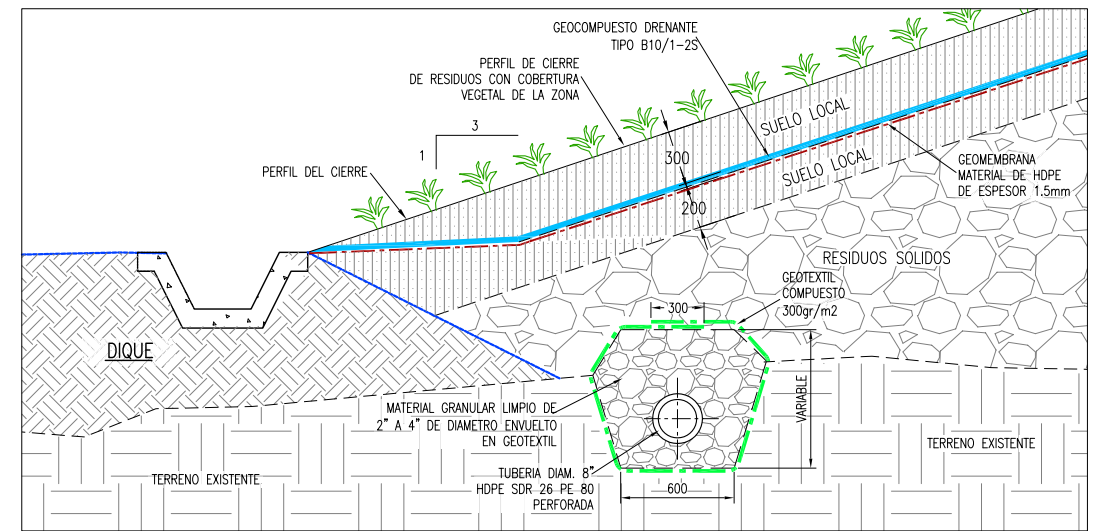 GEOCOMPUESTO DRENANTE
TIPO B10/1-2S
PERFIL DE CIERRE
DE RESIDUOS CON COBERTURA
VEGETAL DE LA ZONA
3
1
PERFIL DEL CIERRE
SUELO LOCAL
300
SUELO LOCAL
200
GEOMEMBRANA
MATERIAL DE HDPE
DE ESPESOR 1.5mm
RESIDUOS SOLIDOS
GEOTEXTIL
COMPUESTO
300gr/m2
300
DIQUE
VARIABLE
MATERIAL GRANULAR LIMPIO DE
2" A 4" DE DIAMETRO ENVUELTO
EN GEOTEXTIL
TERRENO EXISTENTE
TERRENO EXISTENTE
TUBERIA DIAM. 8"
HDPE SDR 26 PE 80
PERFORADA
600